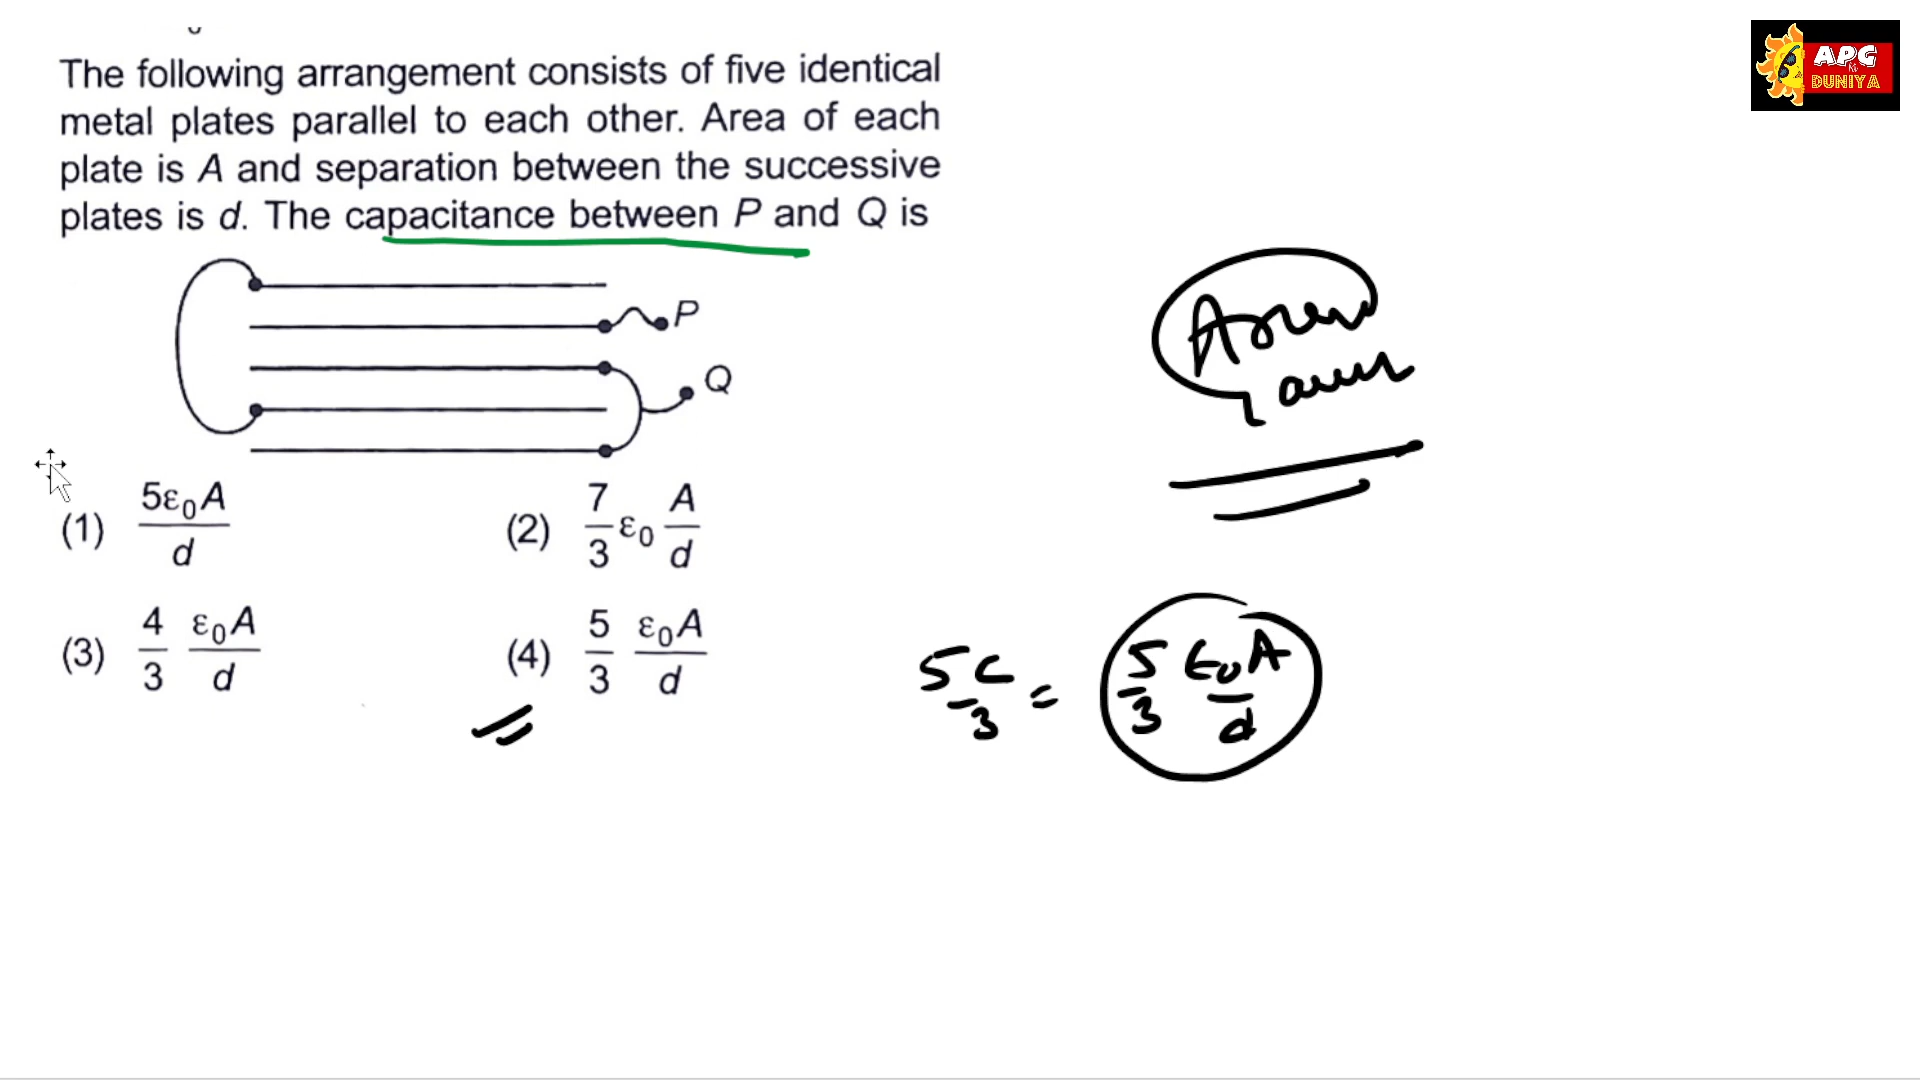 The following arrangement consists of five identical
metal plates parallel to each other. Area of each
plate is A and separation between the successive
plates is d. The capacitance between P and Q is
P
Q
(1) 5ε₀A/d
(2) 7/3 ε₀ A/d
(3) 4/3 ε₀A/d
(4) 5/3 ε₀A/d
5C/3 = 5/3 ε₀A/d
APC
Ki
DUNIYA